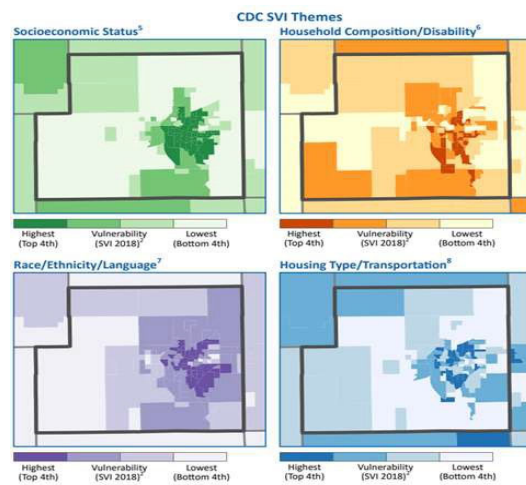 CDC SVI Themes
Socioeconomic Status⁵
Household Composition/Disability⁶
Highest
(Top 4th)
Vulnerability
(SVI 2018)²
Lowest
(Bottom 4th)
Highest
(Top 4th)
Vulnerability
(SVI 2018)²
Lowest
(Bottom 4th)
Race/Ethnicity/Language⁷
Housing Type/Transportation⁸
Highest
(Top 4th)
Vulnerability
(SVI 2018)²
Lowest
(Bottom 4th)
Highest
(Top 4th)
Vulnerability
(SVI 2018)²
Lowest
(Bottom 4th)